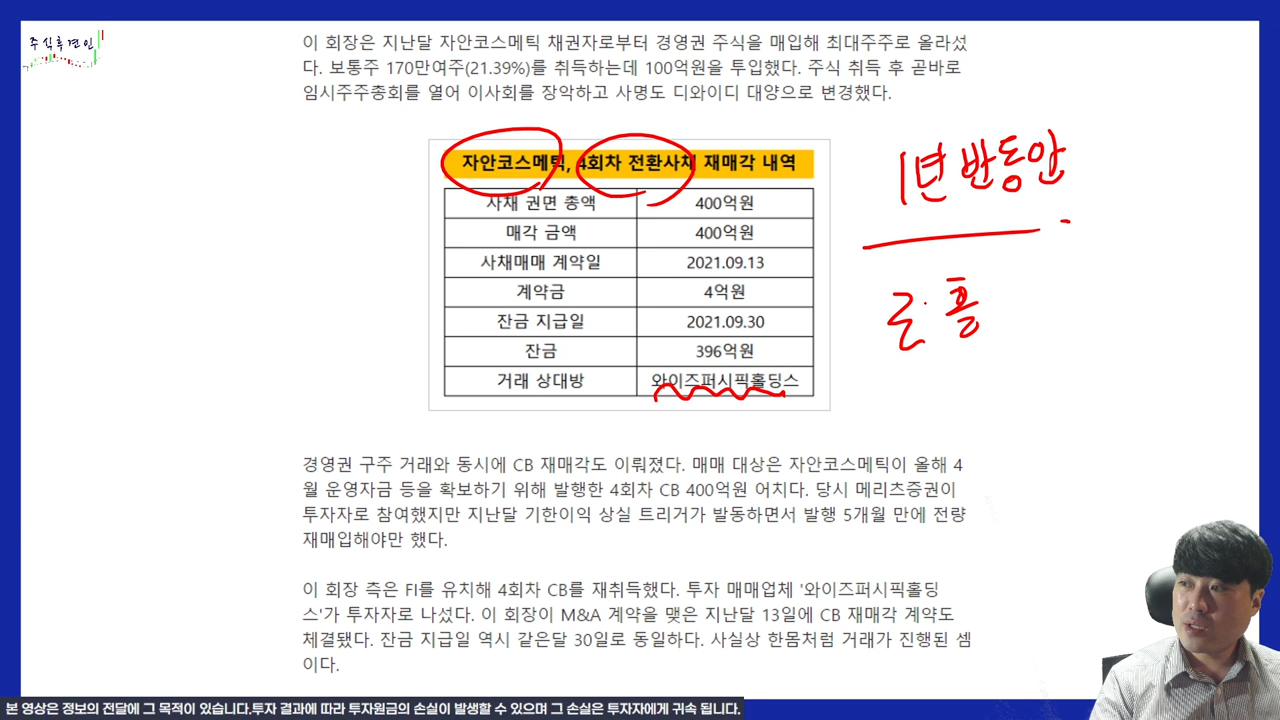 주식후견인
이 회장은 지난달 자안코스메틱 채권자로부터 경영권 주식을 매입해 최대주주로 올라섰
다. 보통주 170만여주(21.39%)를 취득하는데 100억원을 투입했다. 주식 취득 후 곧바로
임시주주총회를 열어 이사회를 장악하고 사명도 디와이디 대양으로 변경했다.
자안코스메틱, 4회차 전환사채 재매각 내역
사채 권면 총액 400억원
매각 금액 400억원
사채매매 계약일 2021.09.13
계약금 4억원
잔금 지급일 2021.09.30
잔금 396억원
거래 상대방 와이즈퍼시픽홀딩스
1년 반동안
경영권 구주 거래와 동시에 CB 재매각도 이뤄졌다. 매매 대상은 자안코스메틱이 올해 4
월 운영자금 등을 확보하기 위해 발행한 4회차 CB 400억원 어치다. 당시 메리츠증권이
투자자로 참여했지만 지난달 기한이익 상실 트리거가 발동하면서 발행 5개월 만에 전량
재매입해야만 했다.
이 회장 측은 FI를 유치해 4회차 CB를 재취득했다. 투자 매매업체 '와이즈퍼시픽홀딩
스'가 투자자로 나섰다. 이 회장이 M&A 계약을 맺은 지난달 13일에 CB 재매각 계약도
체결됐다. 잔금 지급일 역시 같은달 30일로 동일하다. 사실상 한몸처럼 거래가 진행된 셈
이다.
본 영상은 정보의 전달에 그 목적이 있습니다.투자 결과에 따라 투자원금의 손실이 발생할 수 있으며 그 손실은 투자자에게 귀속 됩니다.